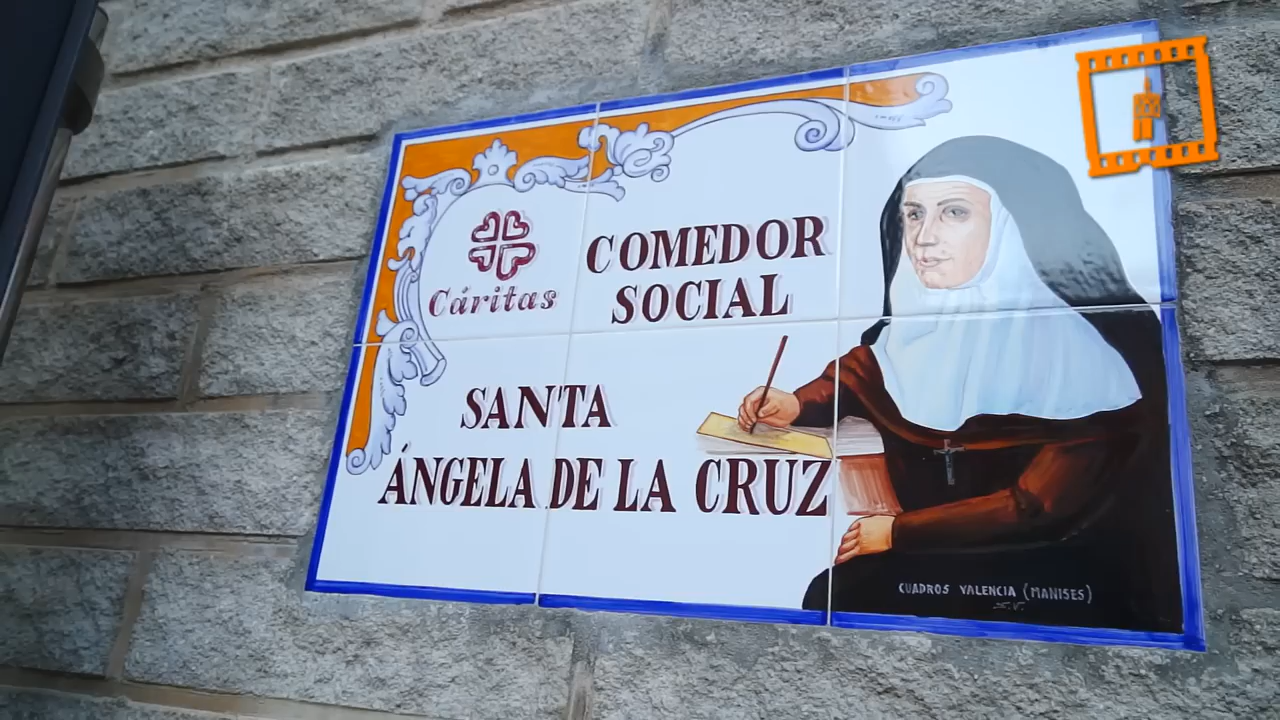 Cáritas
COMEDOR
SOCIAL
SANTA
ÁNGELA DE LA CRUZ
CUADROS VALENCIA (MANISES)
S.V.